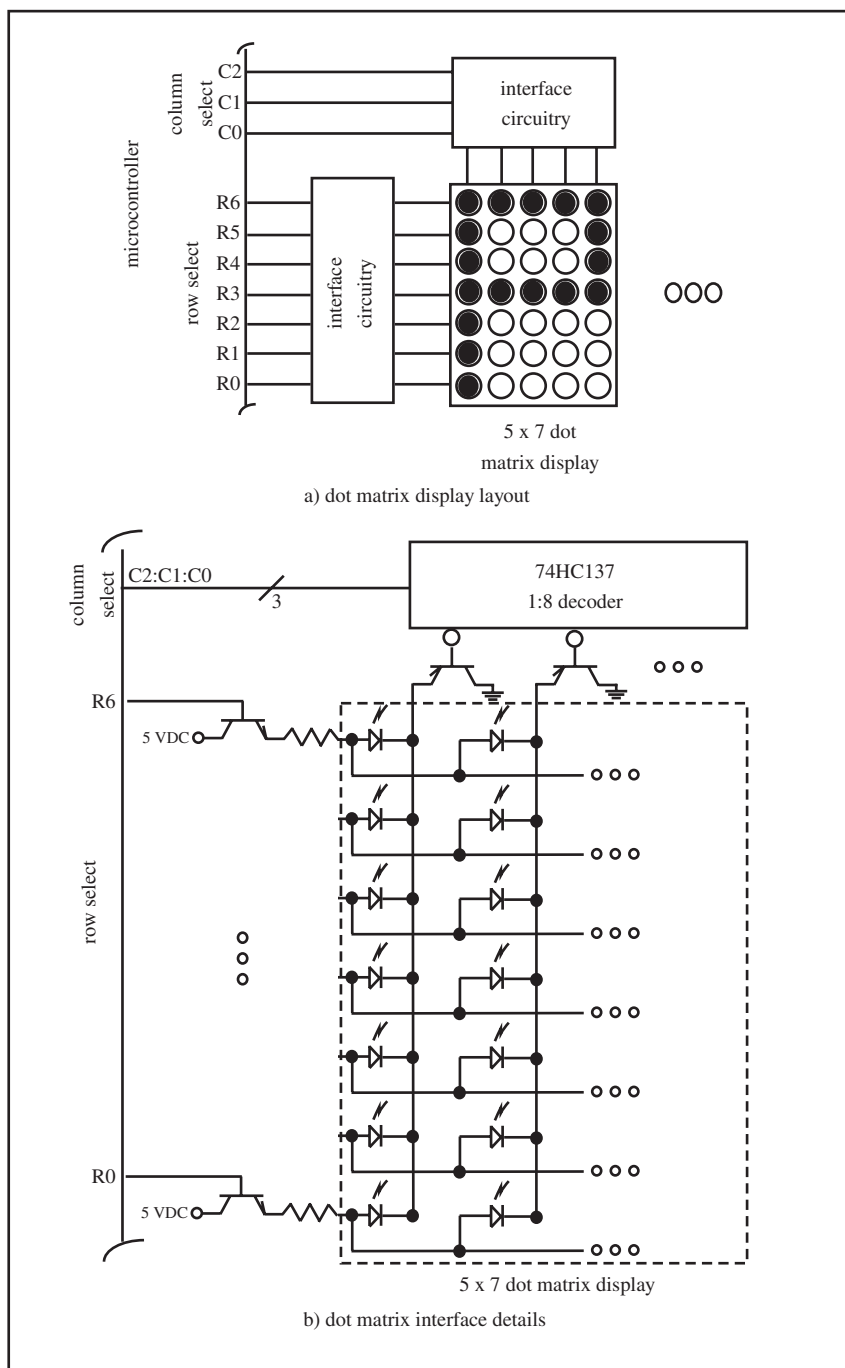 C2
C1
C0
column
select
interface
circuitry
microcontroller
R6
R5
R4
R3
R2
R1
R0
row select
interface
circuitry
5 x 7 dot
matrix display
a) dot matrix display layout
column
select
C2:C1:C0
3
74HC137
1:8 decoder
R6
5 VDC
row select
R0
5 VDC
5 x 7 dot matrix display
b) dot matrix interface details